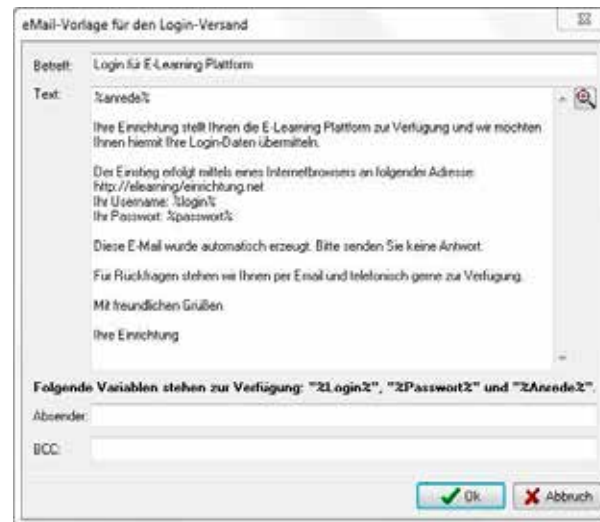 eMail-Vorlage für den Login-Versand
Betreff: Login für E-Learning Plattform
Text: %anrede%
Ihre Einrichtung stellt Ihnen die E-Learning Plattform zur Verfügung und wir möchten
Ihnen hiermit Ihre Login-Daten übermitteln.
Der Einstieg erfolgt mittels eines Internetbrowsers an folgender Adresse:
http://elearning/einrichtung.net
Ihr Username: %login%
Ihr Passwort: %passwort%
Diese E-Mail wurde automatisch erzeugt. Bitte senden Sie keine Antwort.
Für Rückfragen stehen wir Ihnen per Email und telefonisch gerne zur Verfügung.
Mit freundlichen Grüßen
Ihre Einrichtung
Folgende Variablen stehen zur Verfügung: "%Login%", "%Passwort%" und "%Anrede%".
Absender:
BCC:
Ok Abbruch